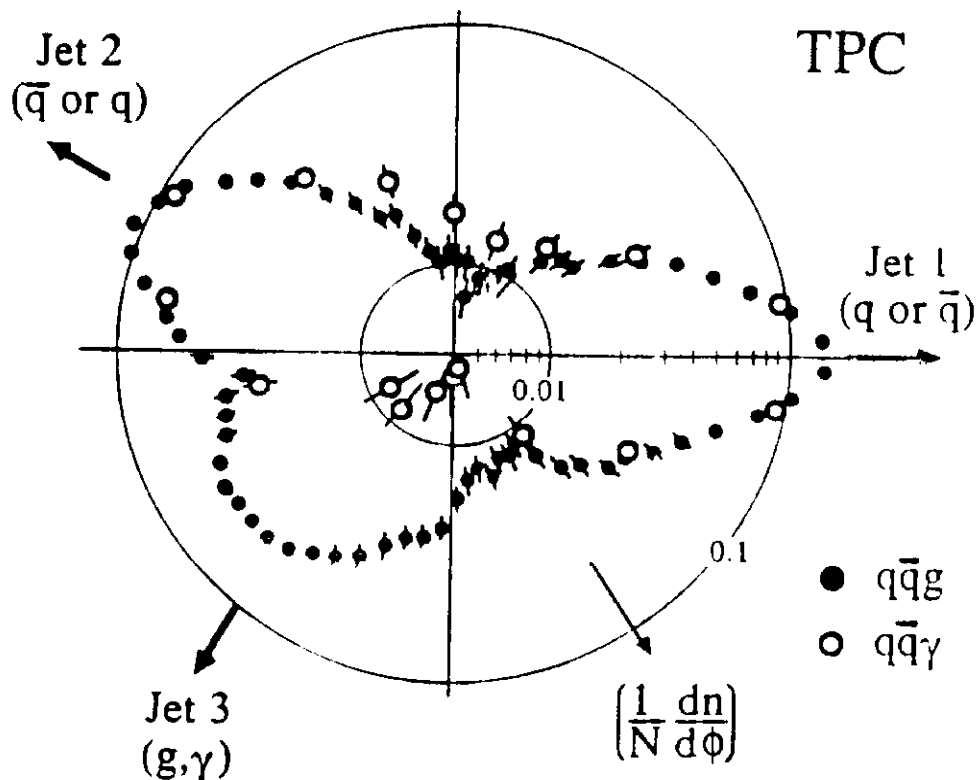 TPC
Jet 2
(q̅ or q)
Jet 1
(q or q̅)
0.01
0.1
● qq̅g
○ qq̅γ
Jet 3
(g,γ)
(1/N dn/dϕ)